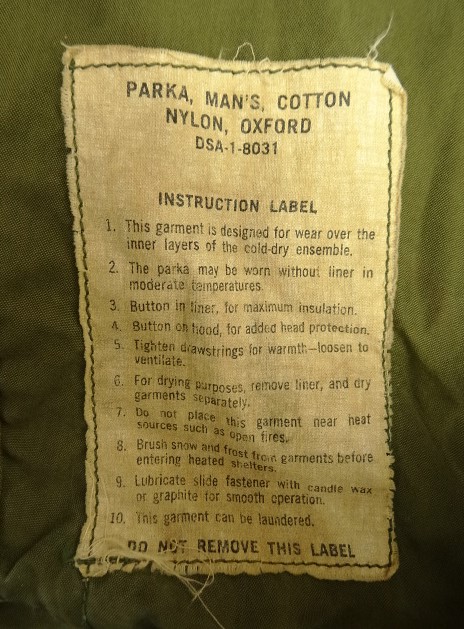 PARKA, MAN'S, COTTON
NYLON, OXFORD
DSA-1-8031
INSTRUCTION LABEL
1. This garment is designed for wear over the
inner layers of the cold-dry ensemble.
2. The parka may be worn without liner in
moderate temperatures.
3. Button in liner, for maximum insulation.
4. Button on hood, for added head protection.
5. Tighten drawstrings for warmth—loosen to
ventilate.
6. For drying purposes, remove liner, and dry
garments separately.
7. Do not place this garment near heat
sources such as open fires.
8. Brush snow and frost from garments before
entering heated shelters.
9. Lubricate slide fastener with candle wax
or graphite for smooth operation.
10. This garment can be laundered.
DO NOT REMOVE THIS LABEL